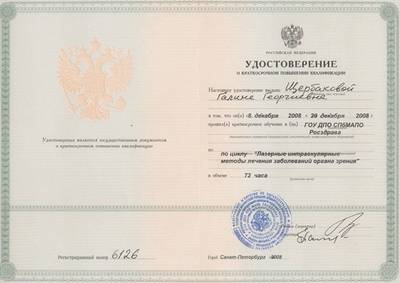 РОССИЙСКАЯ ФЕДЕРАЦИЯ
УДОСТОВЕРЕНИЕ
О КРАТКОСРОЧНОМ ПОВЫШЕНИИ КВАЛИФИКАЦИИ
Настоящее удостоверение выдано Щербаковой
Галине Георгиевне
в том, что он(а) 8 декабря 2008 - 20 декабря 2008 -
прошел(а) краткосрочное обучение в (на) ГОУ ДПО СПбМАПО
Росздрава
по циклу "Лазерные интраокулярные
методы лечения заболеваний органа зрения"
в объеме 72 часа
Удостоверение является государственным документом
о краткосрочном повышении квалификации
Регистрационный номер 6126
Город Санкт-Петербург 2008